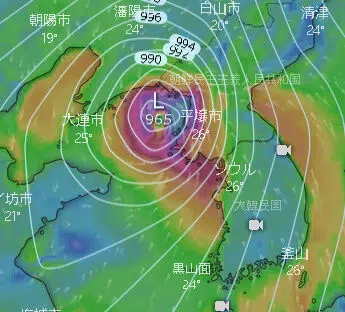 瀋陽市
24°
996
白山市
20°
清津
24°
朝陽市
19°
994
992
990
朝鮮民主主義人民共和国
L
965
平壌市
26°
大連市
25°
ソウル
26°
坊市
21°
大韓民国
釜山
26°
黒山面
24°